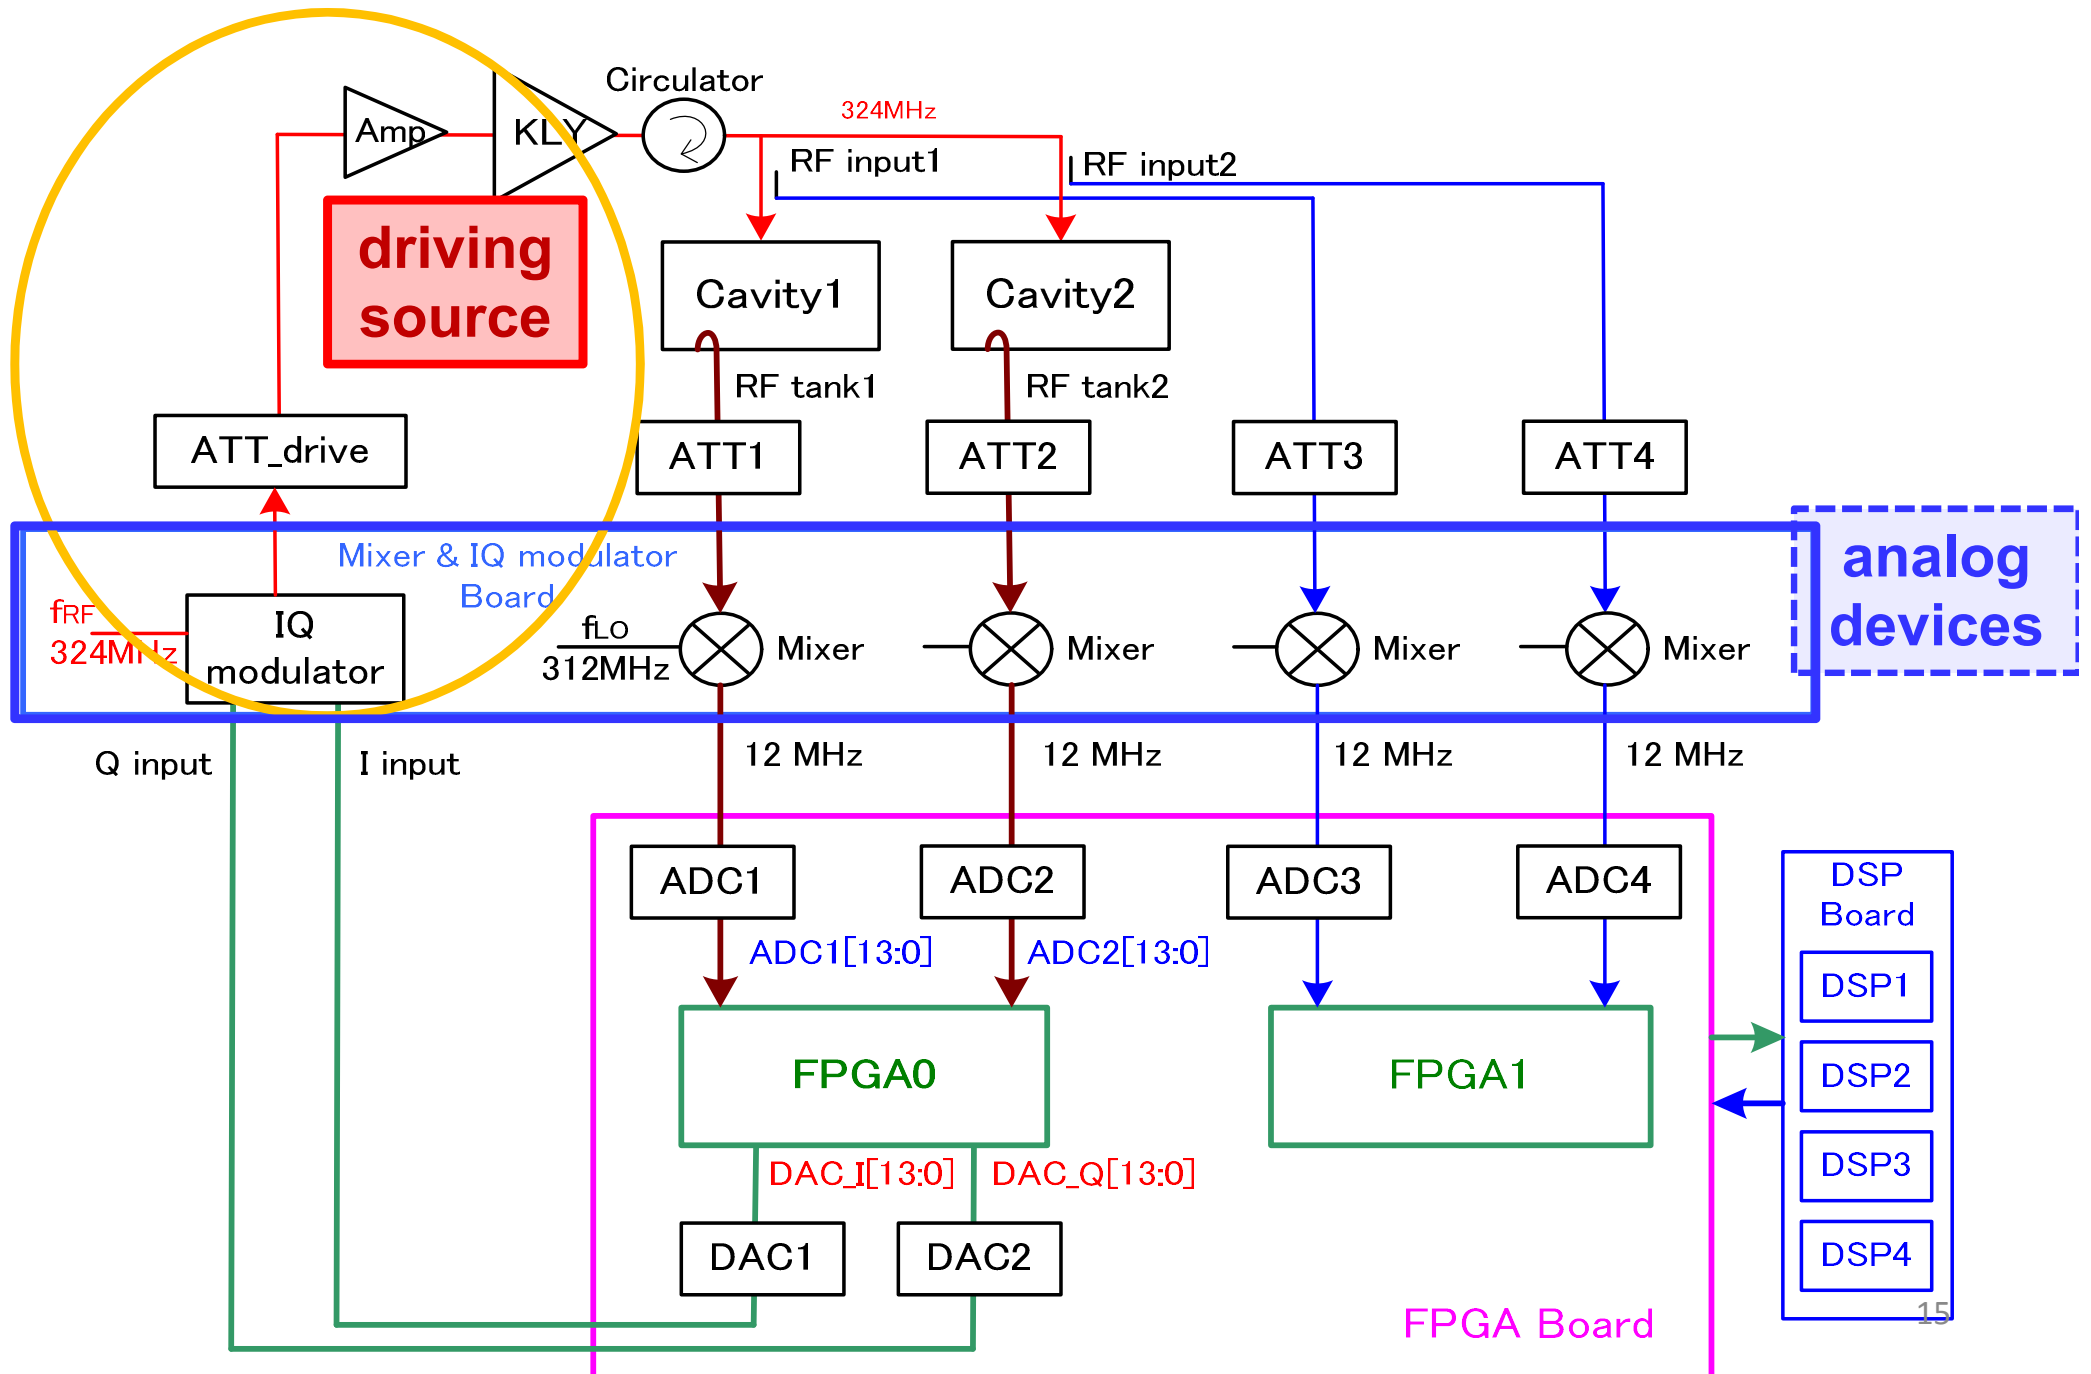 Circulator
324MHz
Amp
KLY
RF input1
RF input2
driving
source
Cavity1
Cavity2
RF tank1
RF tank2
ATT_drive
ATT1
ATT2
ATT3
ATT4
Mixer & IQ modulator
Board
analog
devices
fRF
324MHz
IQ
modulator
fLO
312MHz
Mixer
Mixer
Mixer
Mixer
Q input
I input
12 MHz
12 MHz
12 MHz
12 MHz
ADC1
ADC2
ADC3
ADC4
DSP
Board
ADC1[13:0]
ADC2[13:0]
DSP1
FPGA0
FPGA1
DSP2
DAC_I[13:0]
DAC_Q[13:0]
DSP3
DAC1
DAC2
DSP4
FPGA Board
15